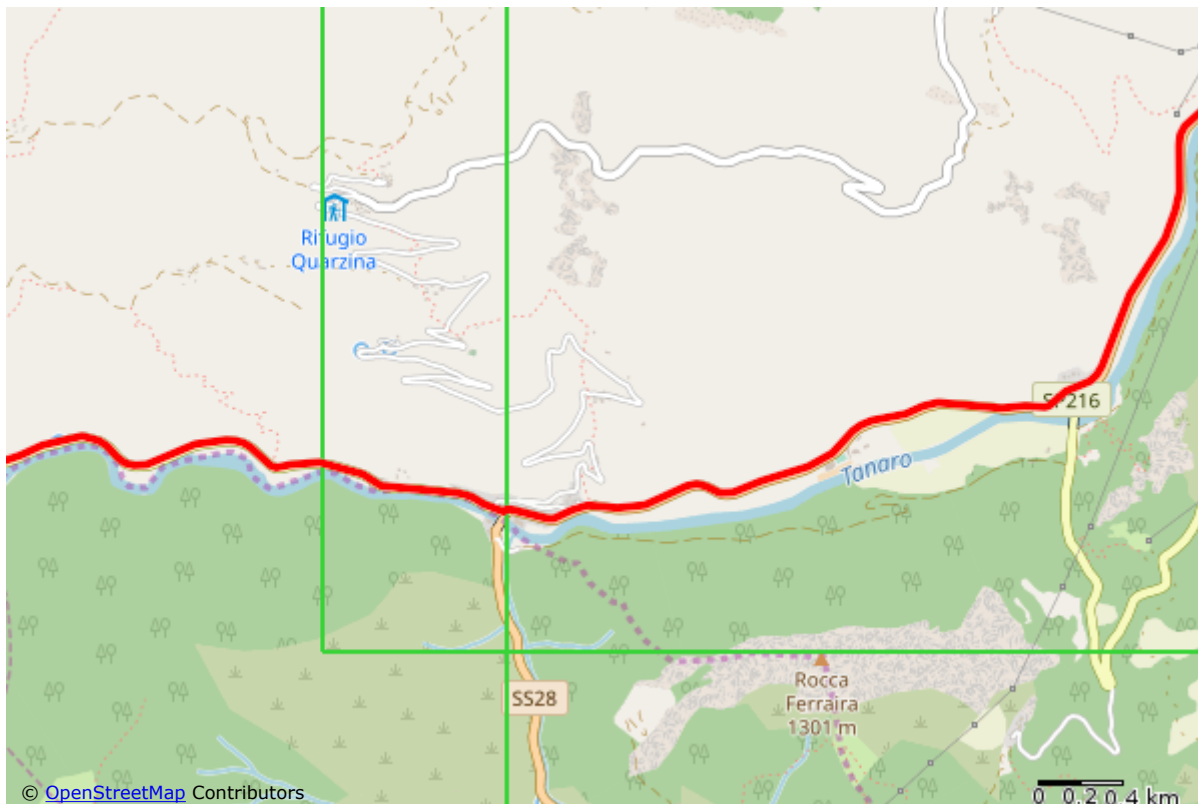 Rifugio
Quarzina
SP216
Tanaro
SS28
Rocca
Ferraira
1301 m
© OpenStreetMap Contributors
0 0.2 0.4 km